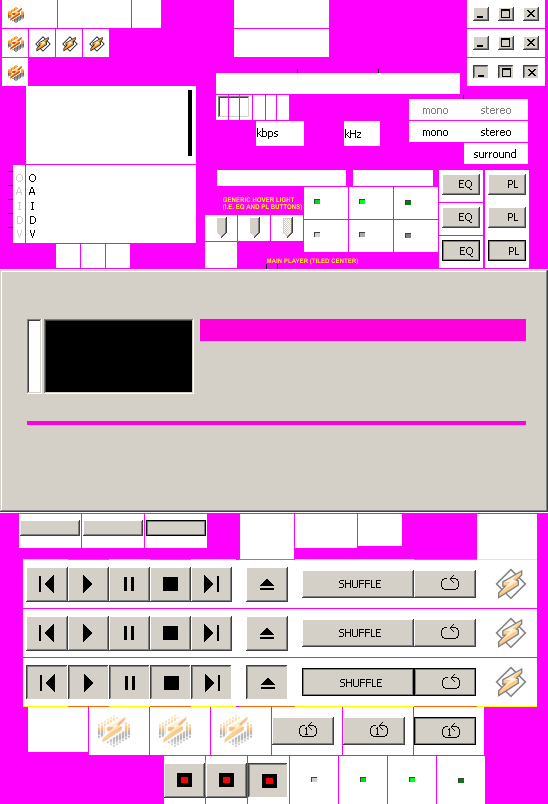 mono stereo
kbps
kHz
mono stereo
surround
O O
A A
I I
D D
V V
EQ PL
GENERIC HOVER LIGHT
(I.E. EQ AND PL BUTTONS)
EQ PL
EQ PL
MAIN PLAYER (TILED CENTER)
SHUFFLE
SHUFFLE
SHUFFLE
1 1 1